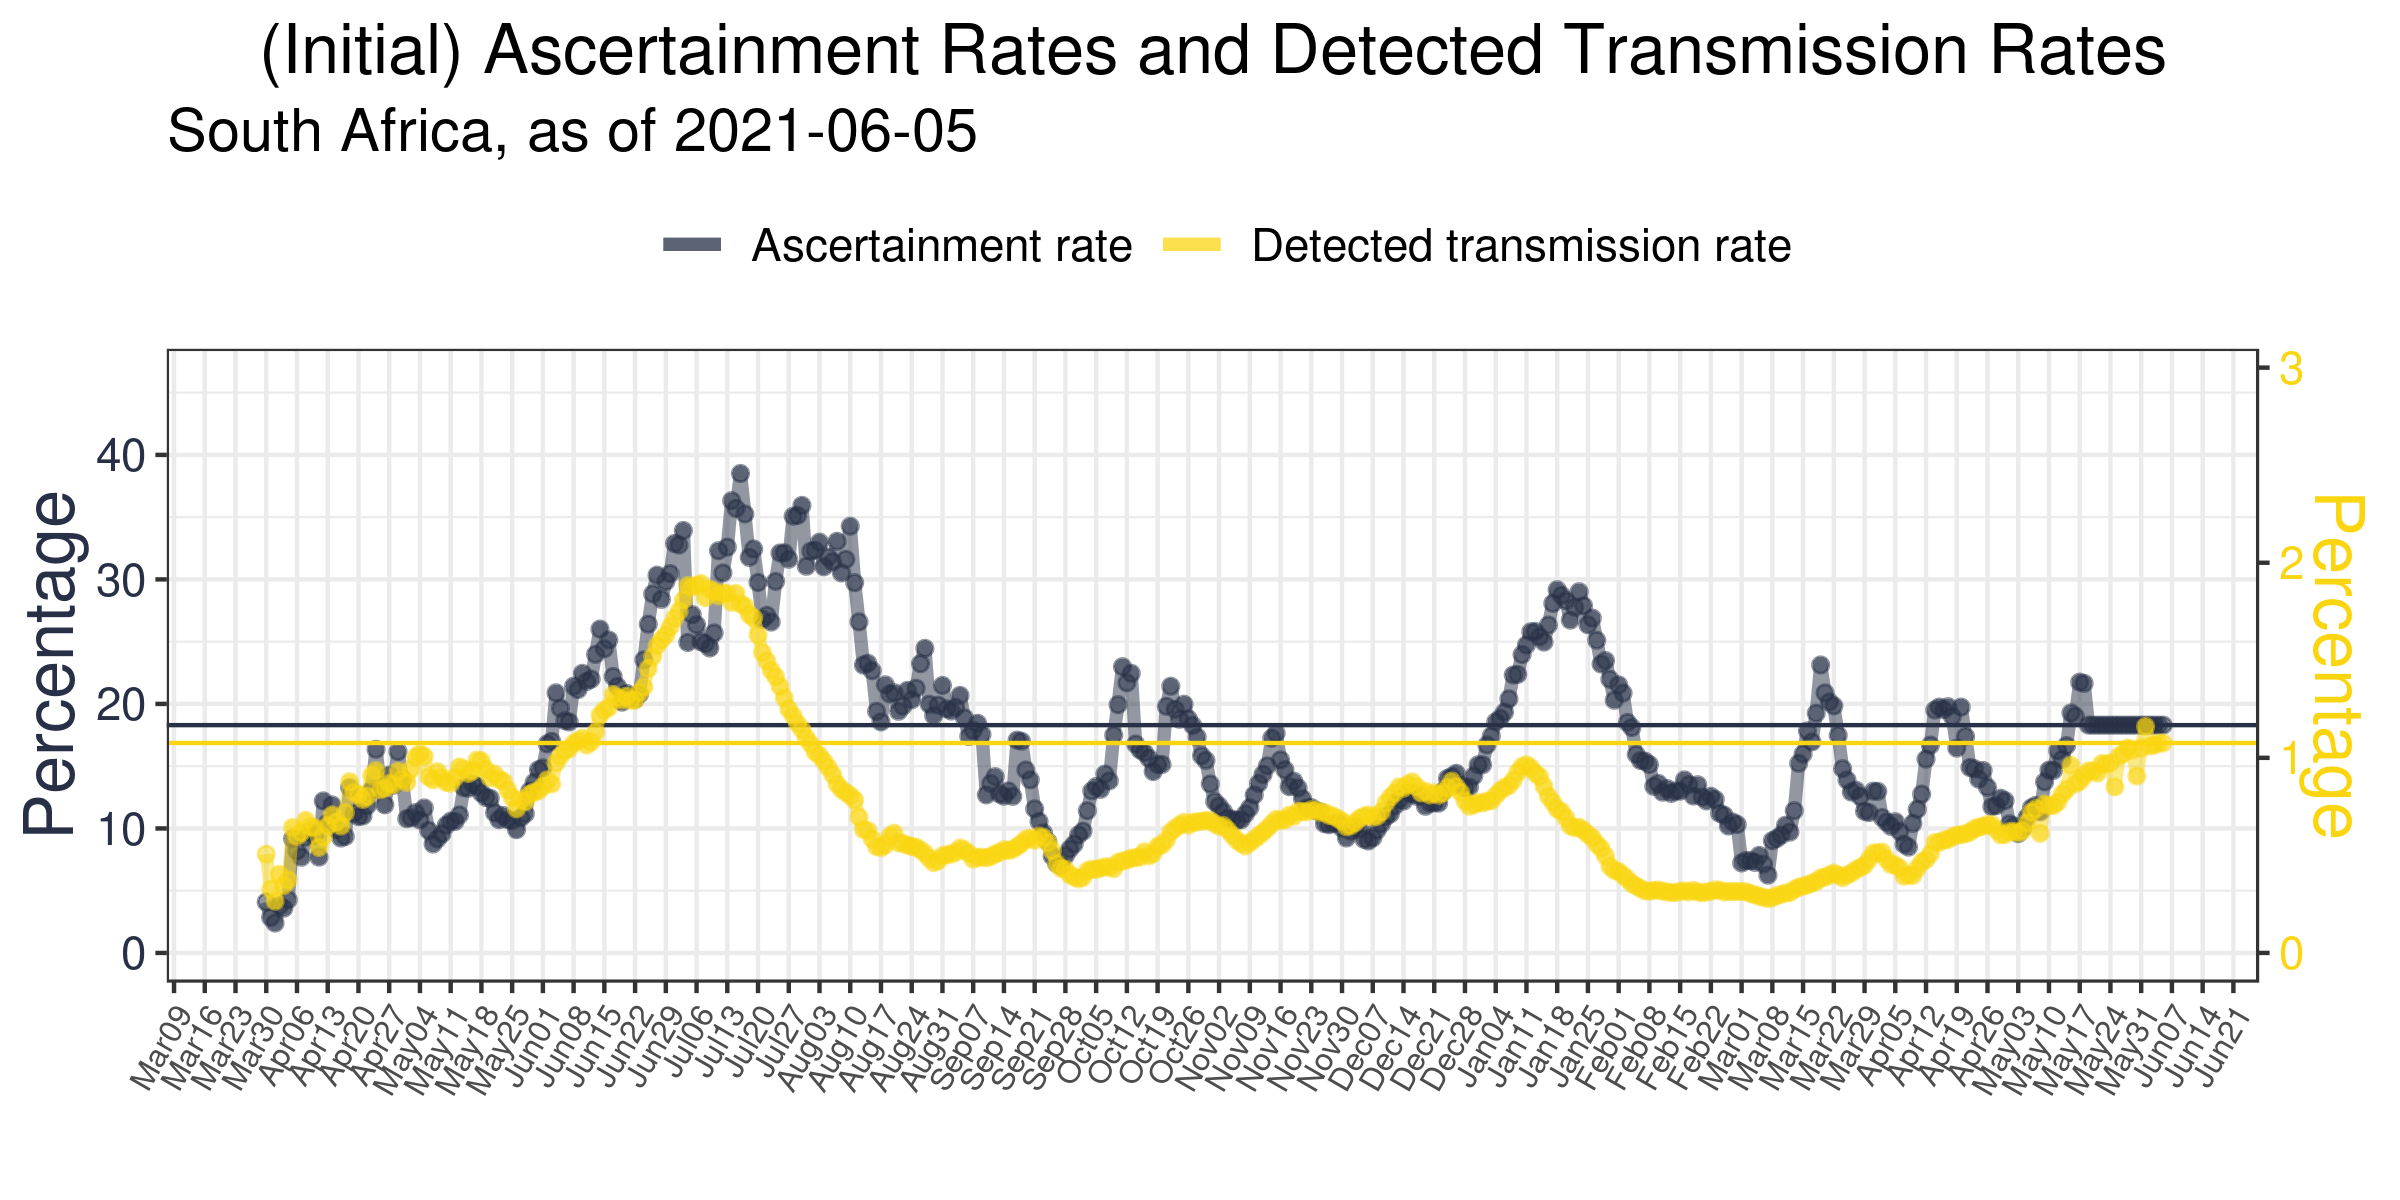 (Initial) Ascertainment Rates and Detected Transmission Rates
South Africa, as of 2021-06-05
Ascertainment rate Detected transmission rate
Percentage
40
30
20
10
0
3
2
1
0
Percentage
Mar09 Mar16 Mar23 Mar30 Apr06 Apr13 Apr20 Apr27 May04 May11 May18 May25 Jun01 Jun08 Jun15 Jun22 Jun29 Jul06 Jul13 Jul20 Jul27 Aug03 Aug10 Aug17 Aug24 Aug31 Sep07 Sep14 Sep21 Sep28 Oct05 Oct12 Oct19 Oct26 Nov02 Nov09 Nov16 Nov23 Nov30 Dec07 Dec14 Dec21 Dec28 Jan04 Jan11 Jan18 Jan25 Feb01 Feb08 Feb15 Feb22 Mar01 Mar08 Mar15 Mar22 Mar29 Apr05 Apr12 Apr19 Apr26 May03 May10 May17 May24 May31 Jun07 Jun14 Jun21